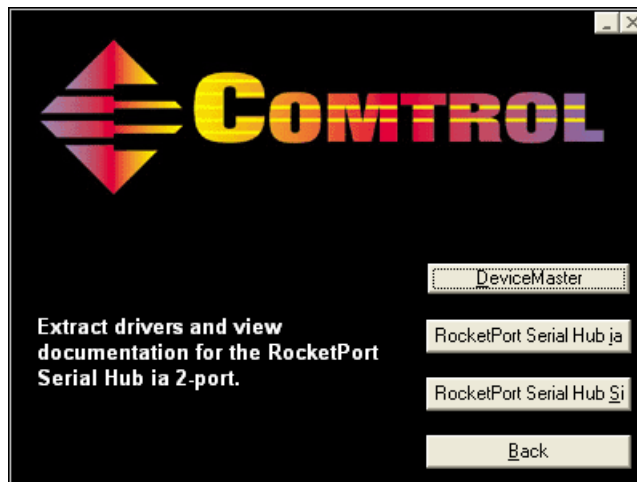 COMTROL
DeviceMaster
Extract drivers and view
documentation for the RocketPort
Serial Hub ia 2-port.
RocketPort Serial Hub ia
RocketPort Serial Hub Si
Back